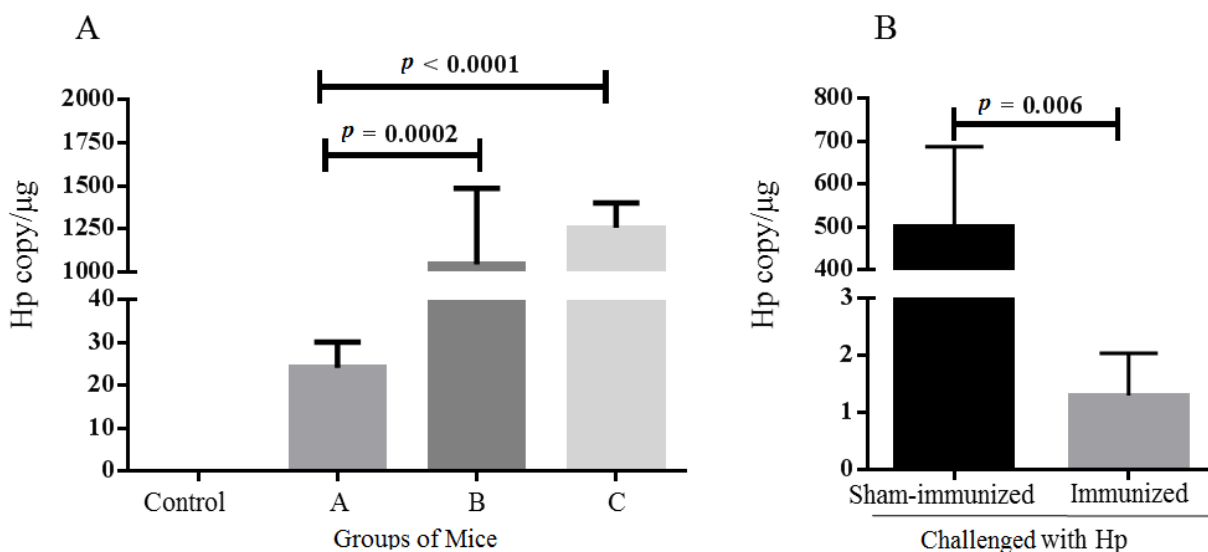 A
p < 0.0001
p = 0.0002
Hp copy/µg
2000
1750
1500
1250
1000
40
30
20
10
0
Control A B C
Groups of Mice
B
p = 0.006
Hp copy/µg
800
700
600
500
400
3
2
1
0
Sham-immunized Immunized
Challenged with Hp